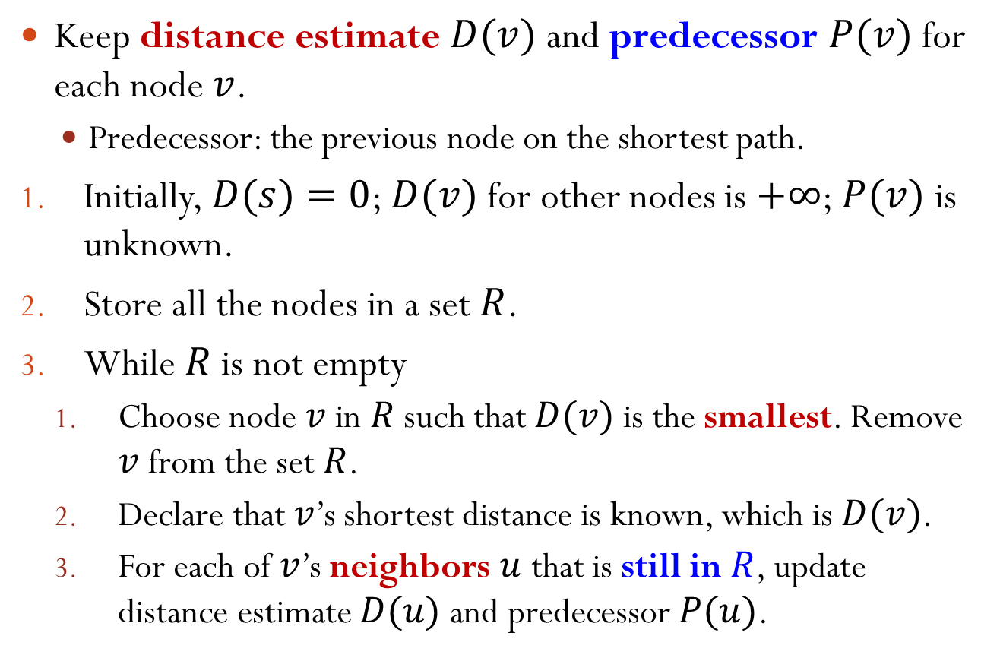 • Keep distance estimate D(v) and predecessor P(v) for
each node v.
• Predecessor: the previous node on the shortest path.
1. Initially, D(s) = 0; D(v) for other nodes is +∞; P(v) is
unknown.
2. Store all the nodes in a set R.
3. While R is not empty
1. Choose node v in R such that D(v) is the smallest. Remove
v from the set R.
2. Declare that v’s shortest distance is known, which is D(v).
3. For each of v’s neighbors u that is still in R, update
distance estimate D(u) and predecessor P(u).